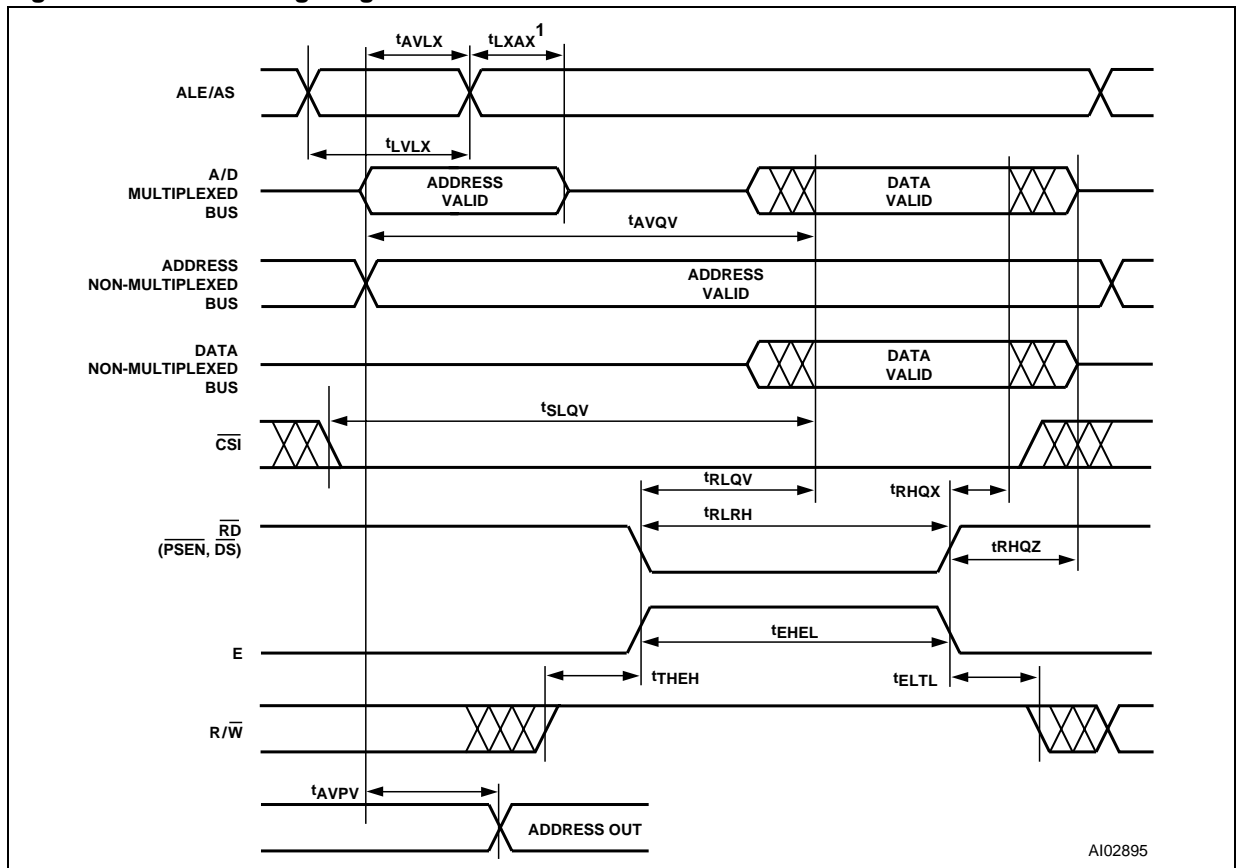 tAVLX
tLXAX1
ALE/AS
tLVLX
A/D
MULTIPLEXED
BUS
ADDRESS
VALID
DATA
VALID
tAVQV
ADDRESS
NON-MULTIPLEXED
BUS
ADDRESS
VALID
DATA
NON-MULTIPLEXED
BUS
DATA
VALID
tSLQV
CSI
tRLQV
tRHQX
RD
(PSEN, DS)
tRLRH
tRHQZ
tEHEL
E
tTHEH
tELTL
R/W
tAVPV
ADDRESS OUT
AI02895